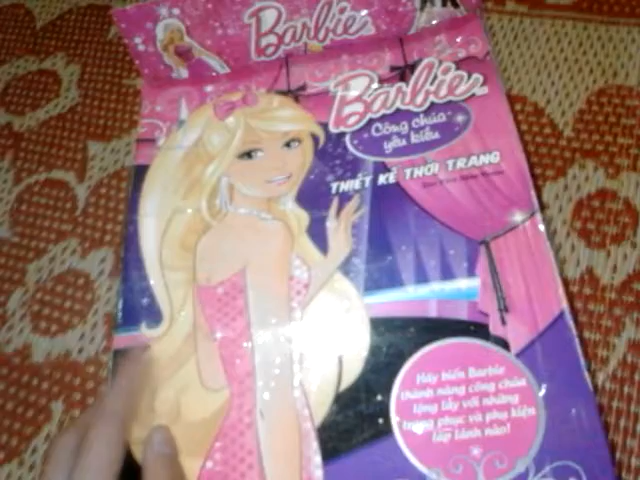 Barbie
Barbie
Công chúa
yêu kiều
THIẾT KẾ THỜI TRANG
Hãy biến Barbie
thành nàng công chúa
lộng lẫy với những
trang phục và phụ kiện
lấp lánh nào!